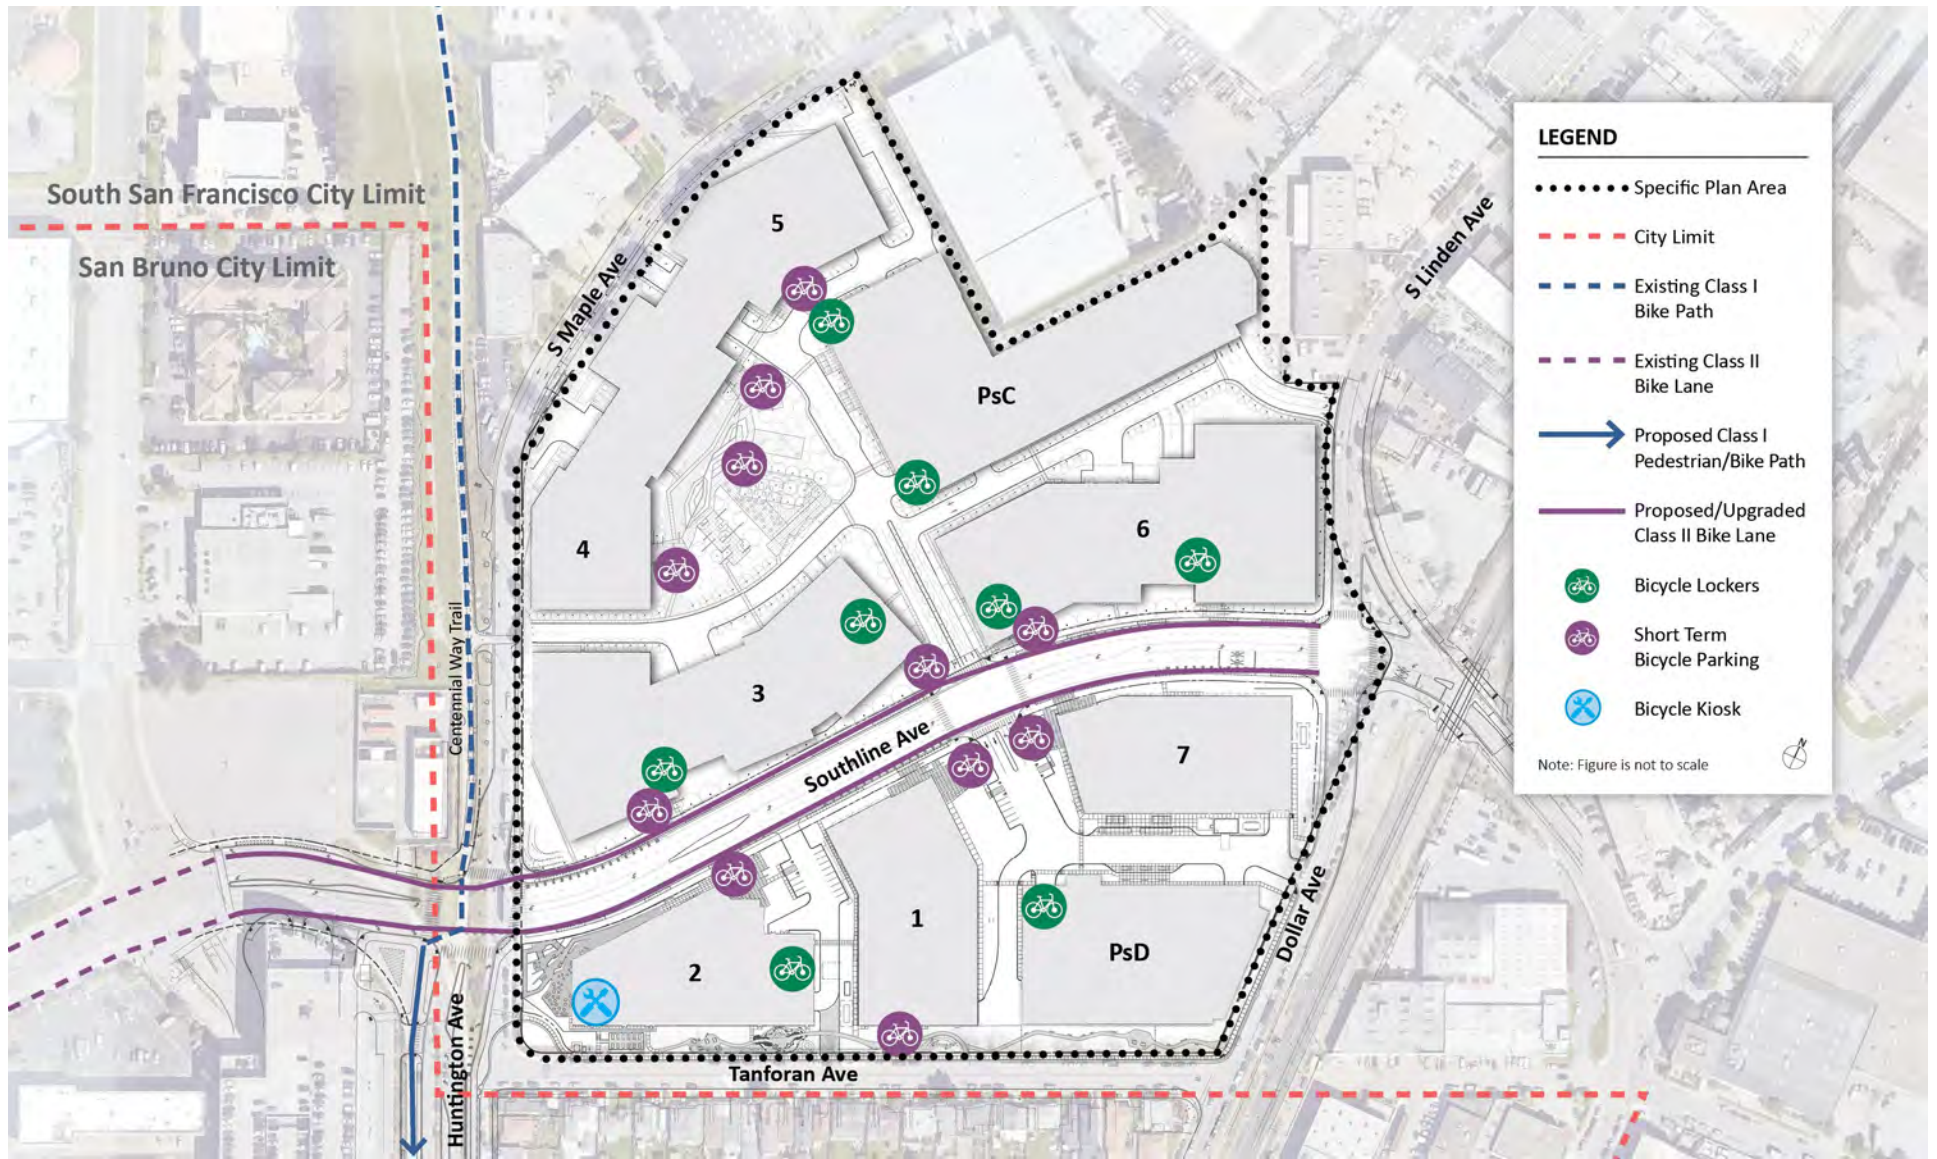 South San Francisco City Limit
San Bruno City Limit
S Maple Ave
S Linden Ave
Centennial Way Trail
Southline Ave
Huntington Ave
Tanforan Ave
Dollar Ave
5
PsC
4
6
3
7
1
2
PsD
LEGEND
Specific Plan Area
City Limit
Existing Class I
Bike Path
Existing Class II
Bike Lane
Proposed Class I
Pedestrian/Bike Path
Proposed/Upgraded
Class II Bike Lane
Bicycle Lockers
Short Term
Bicycle Parking
Bicycle Kiosk
N
Note: Figure is not to scale